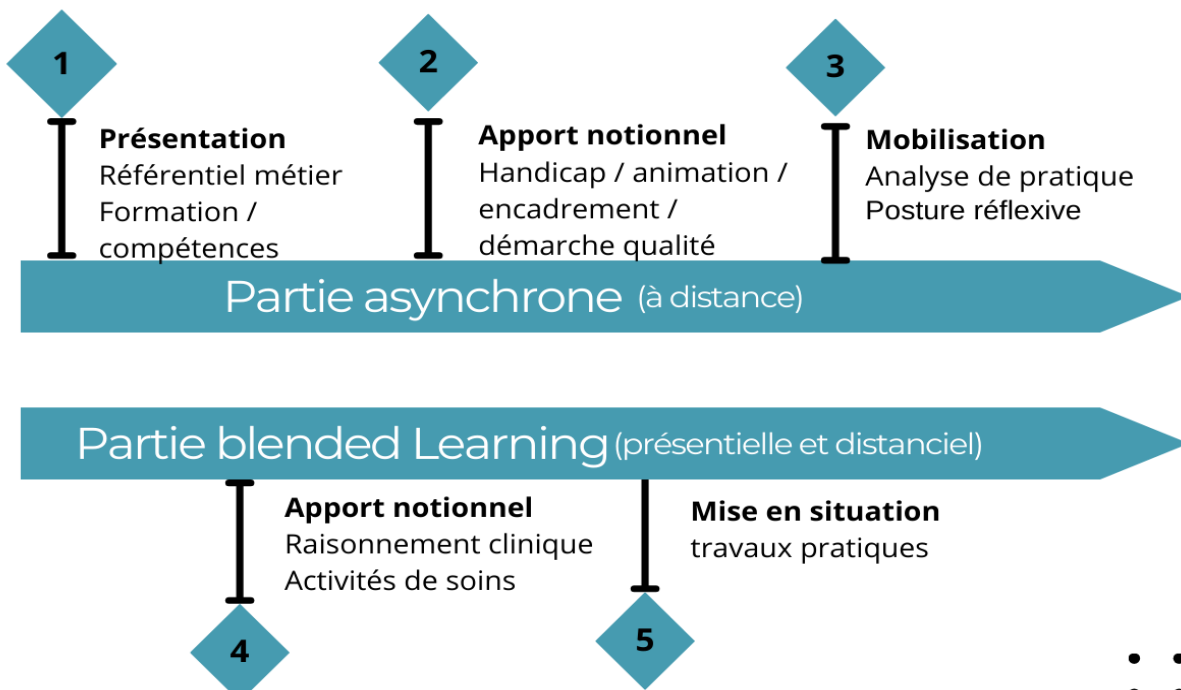 1
Présentation
Référentiel métier
Formation /
compétences
2
Apport notionnel
Handicap / animation /
encadrement /
démarche qualité
3
Mobilisation
Analyse de pratique
Posture réflexive
Partie asynchrone (à distance)
Partie blended Learning (présentielle et distanciel)
Apport notionnel
Raisonnement clinique
Activités de soins
4
Mise en situation
travaux pratiques
5